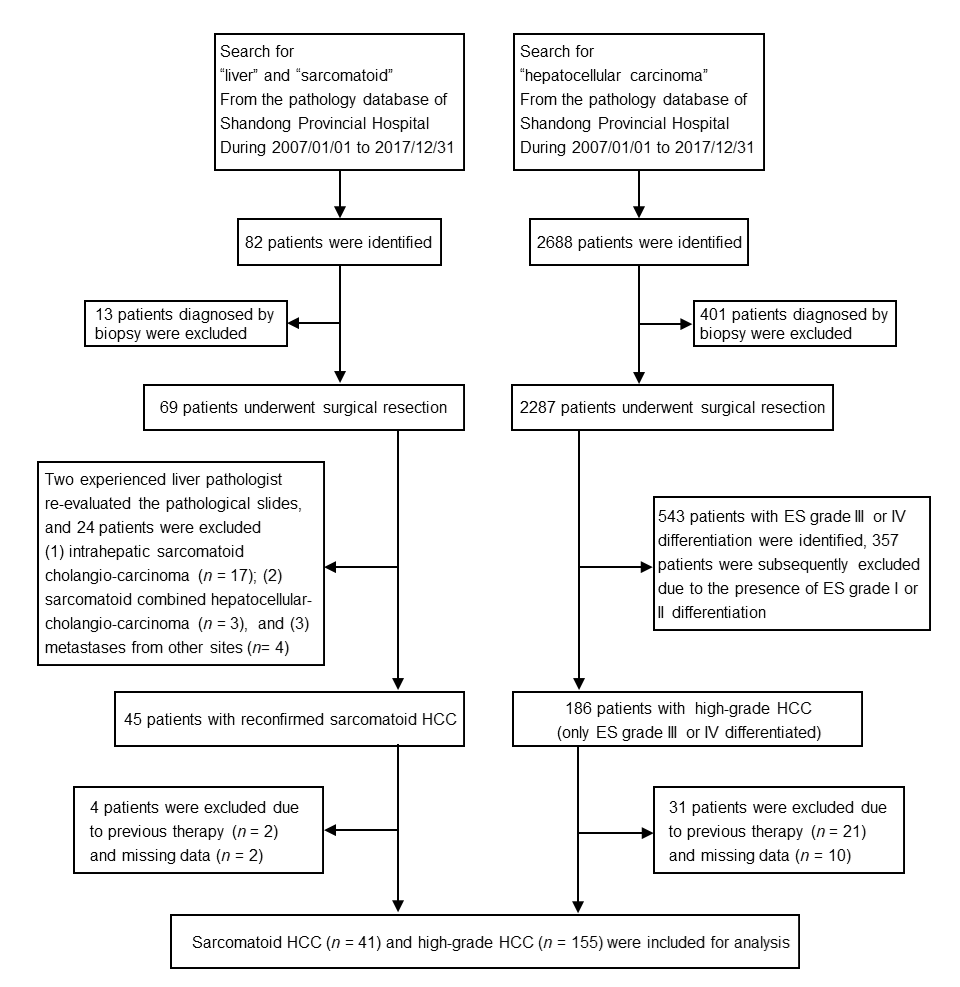 Search for
“liver” and “sarcomatoid”
From the pathology database of
Shandong Provincial Hospital
During 2007/01/01 to 2017/12/31
Search for
“hepatocellular carcinoma”
From the pathology database of
Shandong Provincial Hospital
During 2007/01/01 to 2017/12/31
82 patients were identified
2688 patients were identified
13 patients diagnosed by
biopsy were excluded
401 patients diagnosed by
biopsy were excluded
69 patients underwent surgical resection
2287 patients underwent surgical resection
Two experienced liver pathologist
re-evaluated the pathological slides,
and 24 patients were excluded
(1) intrahepatic sarcomatoid
cholangio-carcinoma (n = 17); (2)
sarcomatoid combined hepatocellular-
cholangio-carcinoma (n = 3), and (3)
metastases from other sites (n= 4)
543 patients with ES grade III or IV
differentiation were identified, 357
patients were subsequently excluded
due to the presence of ES grade I or
II differentiation
45 patients with reconfirmed sarcomatoid HCC
186 patients with high-grade HCC
(only ES grade III or IV differentiated)
4 patients were excluded due
to previous therapy (n = 2)
and missing data (n = 2)
31 patients were excluded due
to previous therapy (n = 21)
and missing data (n = 10)
Sarcomatoid HCC (n = 41) and high-grade HCC (n = 155) were included for analysis